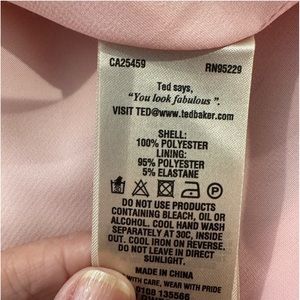 CA25459 RN95229
Ted says,
"You look fabulous".
VISIT TED@www.tedbaker.com
SHELL:
100% POLYESTER
LINING:
95% POLYESTER
5% ELASTANE
DO NOT USE PRODUCTS
CONTAINING BLEACH, OIL OR
ALCOHOL. COOL HAND WASH
SEPARATELY AT 30C, INSIDE
OUT. COOL IRON ON REVERSE.
DO NOT LEAVE IN DIRECT
SUNLIGHT.
MADE IN CHINA
WITH CARE, WEAR WITH PRIDE
135566